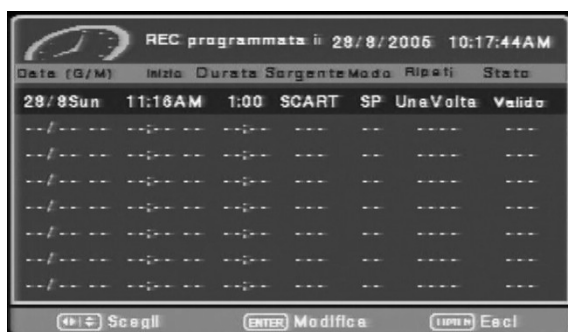 REC programmata 28/8/2005 10:17:44AM
Data (G/M) Inizio Durata Sorgente Modo Ripeti Stato
28/8Sun 11:16AM 1:00 SCART SP UnaVolta Valido
--/-- -- --:-- -- --:-- --- -- ---- ---
--/-- -- --:-- -- --:-- --- -- ---- ---
--/-- -- --:-- -- --:-- --- -- ---- ---
--/-- -- --:-- -- --:-- --- -- ---- ---
--/-- -- --:-- -- --:-- --- -- ---- ---
--/-- -- --:-- -- --:-- --- -- ---- ---
--/-- -- --:-- -- --:-- --- -- ---- ---
Scegli ENTER Modifica Esci